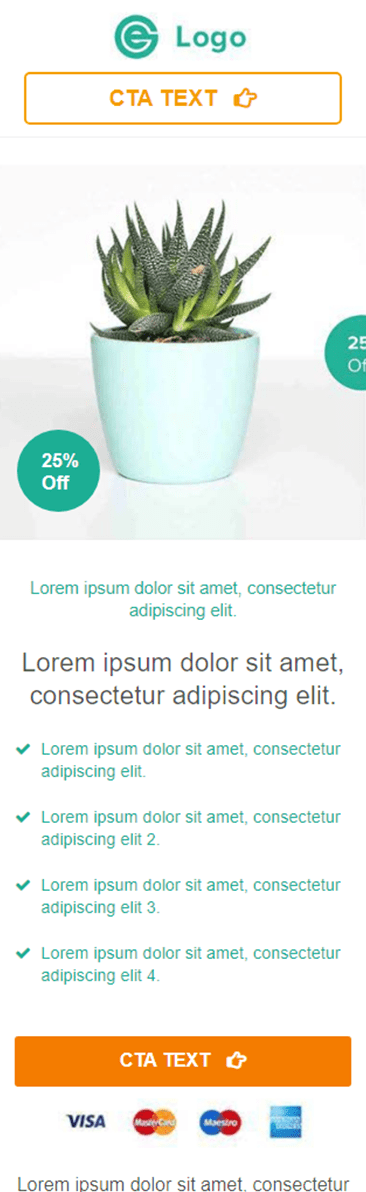 Logo
CTA TEXT
25
Of
25%
Off
Lorem ipsum dolor sit amet, consectetur
adipiscing elit.
Lorem ipsum dolor sit amet,
consectetur adipiscing elit.
Lorem ipsum dolor sit amet, consectetur
adipiscing elit.
Lorem ipsum dolor sit amet, consectetur
adipiscing elit 2.
Lorem ipsum dolor sit amet, consectetur
adipiscing elit 3.
Lorem ipsum dolor sit amet, consectetur
adipiscing elit 4.
CTA TEXT
VISA MasterCard Maestro
Lorem ipsum dolor sit amet, consectetur